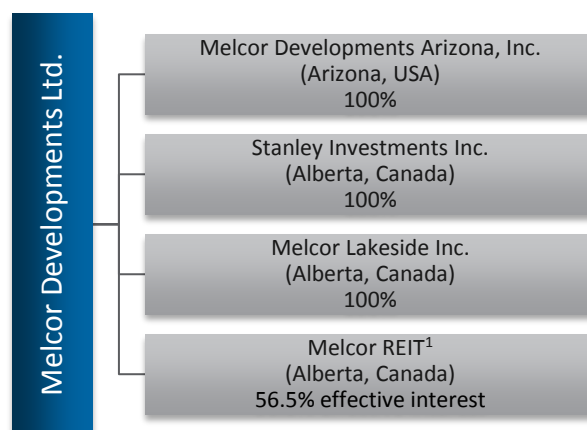 Melcor Developments Ltd.
Melcor Developments Arizona, Inc.
(Arizona, USA)
100%
Stanley Investments Inc.
(Alberta, Canada)
100%
Melcor Lakeside Inc.
(Alberta, Canada)
100%
Melcor REIT¹
(Alberta, Canada)
56.5% effective interest